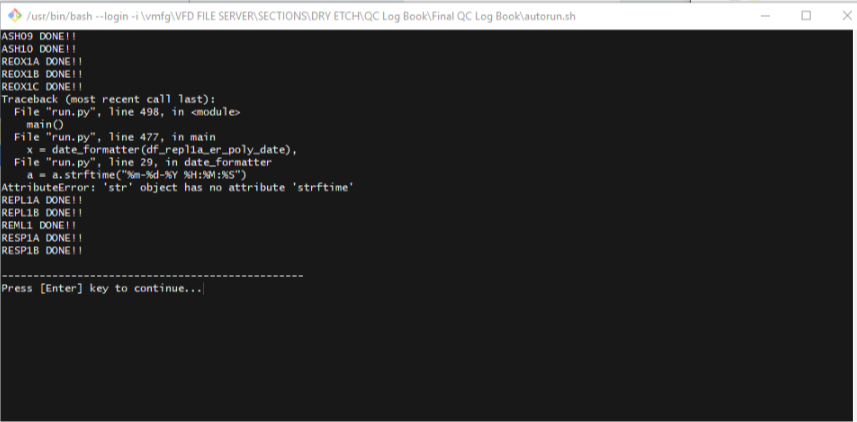 /usr/bin/bash --login -i \vmfg\VFD FILE SERVER\SECTIONS\DRY ETCH\QC Log Book\Final QC Log Book\autorun.sh
ASH09 DONE!!
ASH10 DONE!!
REOX1A DONE!!
REOX1B DONE!!
REOX1C DONE!!
Traceback (most recent call last):
  File "run.py", line 498, in <module>
    main()
  File "run.py", line 477, in main
    x = date_formatter(df_repl1a_er_poly_date),
  File "run.py", line 29, in date_formatter
    a = a.strftime("%m-%d-%Y %H:%M:%S")
AttributeError: 'str' object has no attribute 'strftime'
REPL1A DONE!!
REPL1B DONE!!
REML1 DONE!!
RESP1A DONE!!
RESP1B DONE!!
------------------------------------------------
Press [Enter] key to continue...